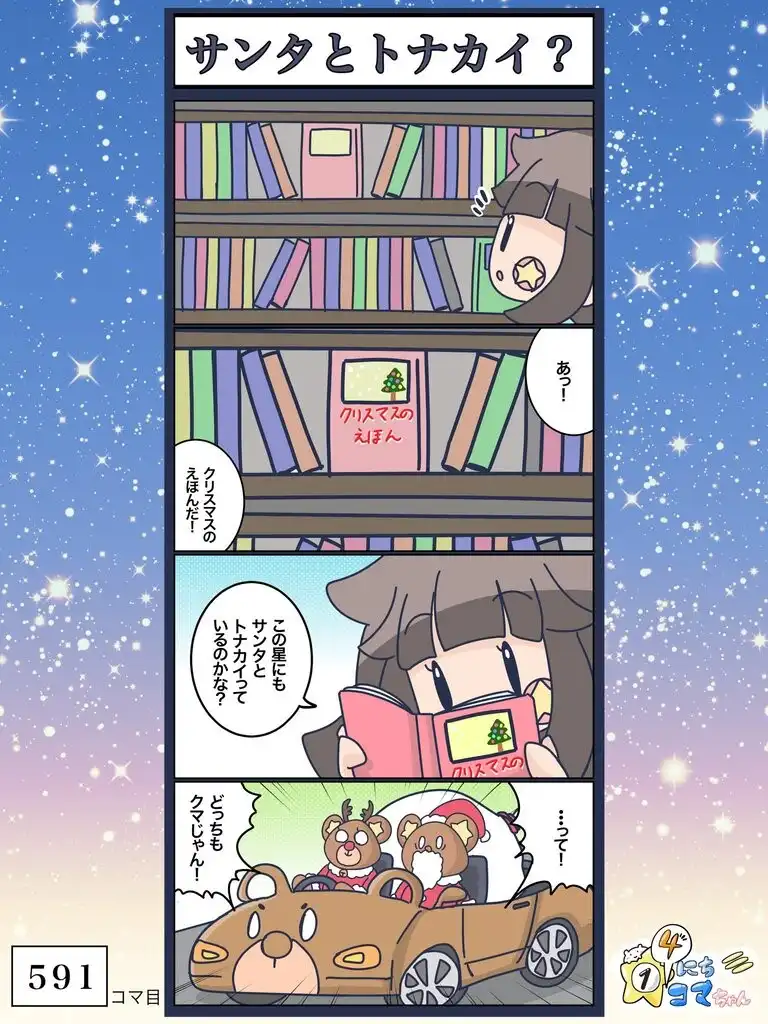 サンタとトナカイ？
あっ！
クリスマスの
えほん
クリスマスの
えほんだ！
この星にも
サンタと
トナカイって
いるのかな？
クリスマスの
…って！
どっちも
クマじゃん！
591
コマ目
4
1
にち
コマちゃん